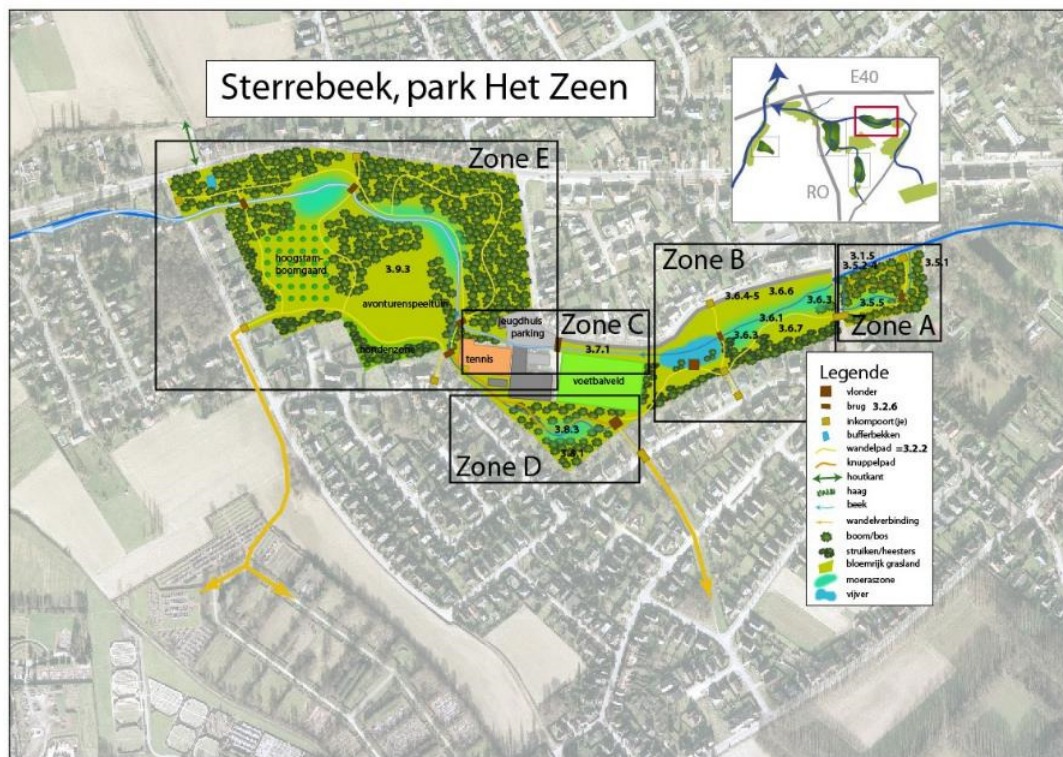 Sterrebeek, park Het Zeen
E40
RO
Zone E
hoogstam-
boomgaard
3.9.3
avonturenspeeltuin
hondenzone
jeugdhuis
parking
Zone C
tennis
3.7.1
voetbalveld
Zone B
3.6.4-5
3.6.6
3.6.3
3.6.1
3.6.3
3.6.7
3.1.5
3.5.2-4
3.5.1
3.5.5
Zone A
3.8.3
Zone D
Legende
vlonder
brug 3.2.6
inkompoort(je)
bufferbekken
wandelpad =3.2.2
knuppelpad
houtkant
haag
beek
wandelverbinding
boom/bos
struiken/heesters
bloemrijk grasland
moeraszone
vijver